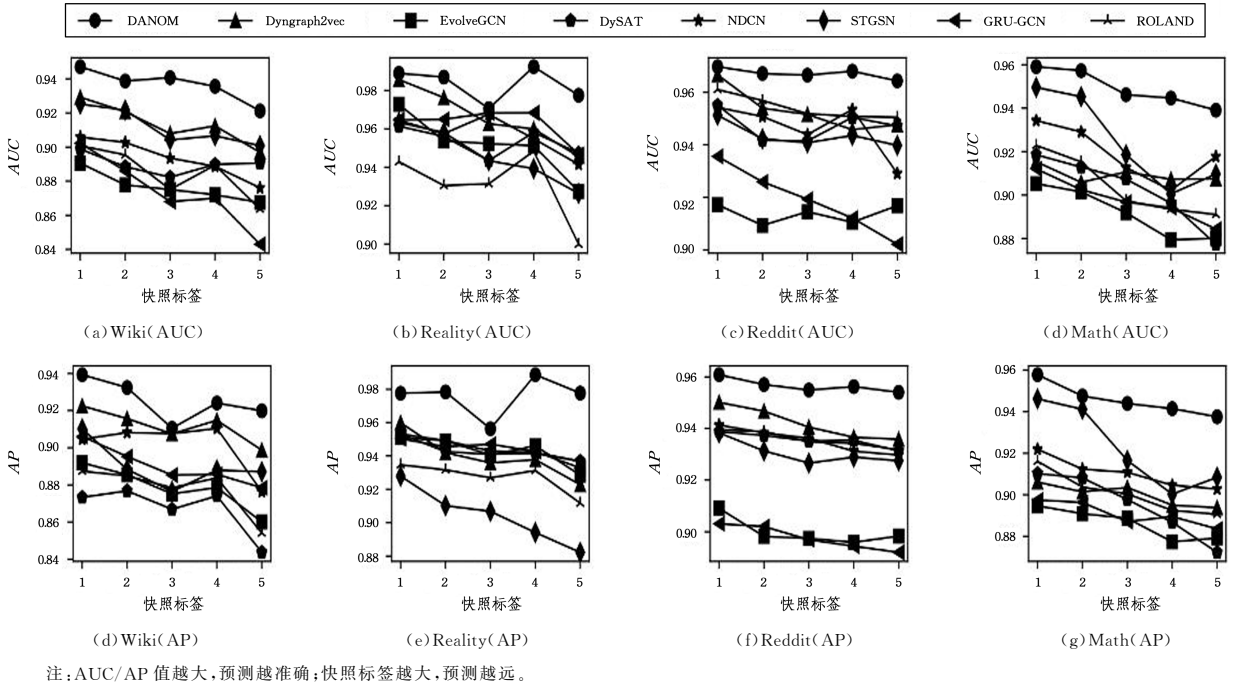 DANOM Dyngraph2vec EvolveGCN DySAT NDCN STGSN GRU-GCN ROLAND
AUC
0.94
0.92
0.90
0.88
0.86
0.84
1 2 3 4 5
快照标签
(a)Wiki(AUC)
AUC
0.98
0.96
0.94
0.92
0.90
1 2 3 4 5
快照标签
(b)Reality(AUC)
AUC
0.96
0.94
0.92
0.90
1 2 3 4 5
快照标签
(c)Reddit(AUC)
AUC
0.96
0.94
0.92
0.90
0.88
1 2 3 4 5
快照标签
(d)Math(AUC)
AP
0.94
0.92
0.90
0.88
0.86
0.84
1 2 3 4 5
快照标签
(d)Wiki(AP)
AP
0.98
0.96
0.94
0.92
0.90
0.88
1 2 3 4 5
快照标签
(e)Reality(AP)
AP
0.96
0.94
0.92
0.90
1 2 3 4 5
快照标签
(f)Reddit(AP)
AP
0.96
0.94
0.92
0.90
0.88
1 2 3 4 5
快照标签
(g)Math(AP)
注:AUC/AP 值越大,预测越准确;快照标签越大,预测越远。